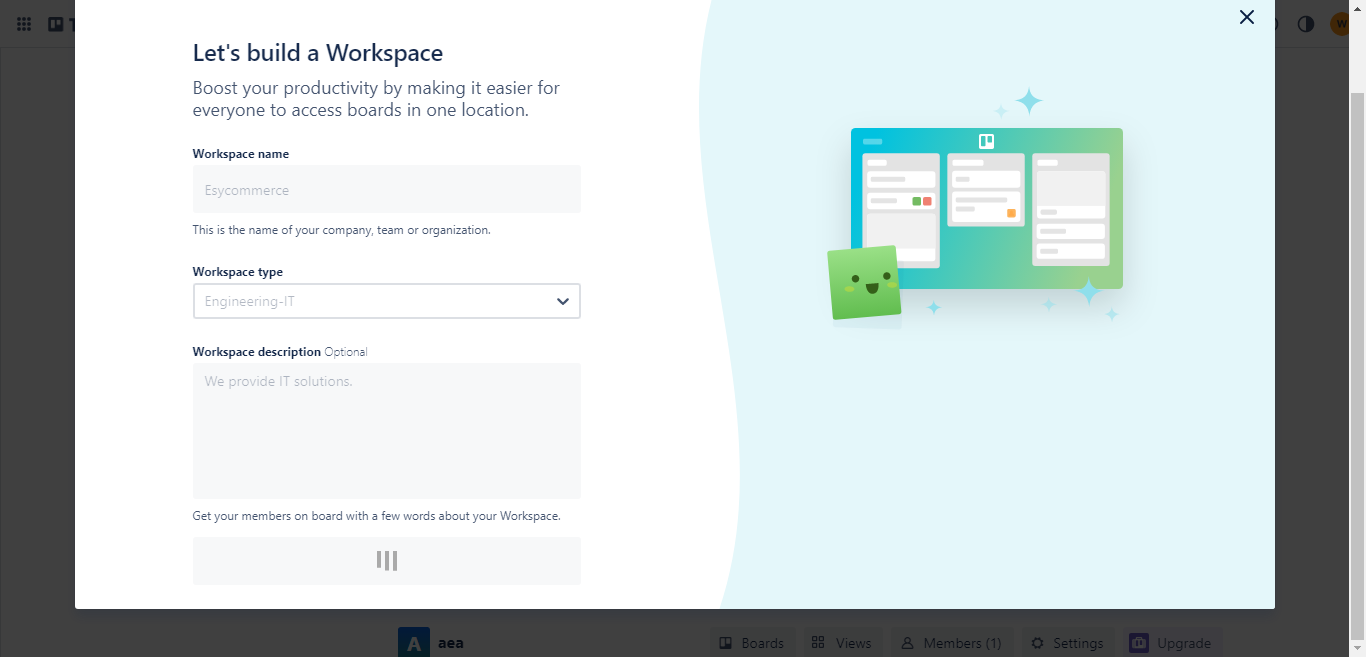 Let's build a Workspace
Boost your productivity by making it easier for
everyone to access boards in one location.
Workspace name
Esycommerce
This is the name of your company, team or organization.
Workspace type
Engineering-IT
Workspace description Optional
We provide IT solutions.
Get your members on board with a few words about your Workspace.
W
A aea
Boards
Views
Members (1)
Settings
Upgrade